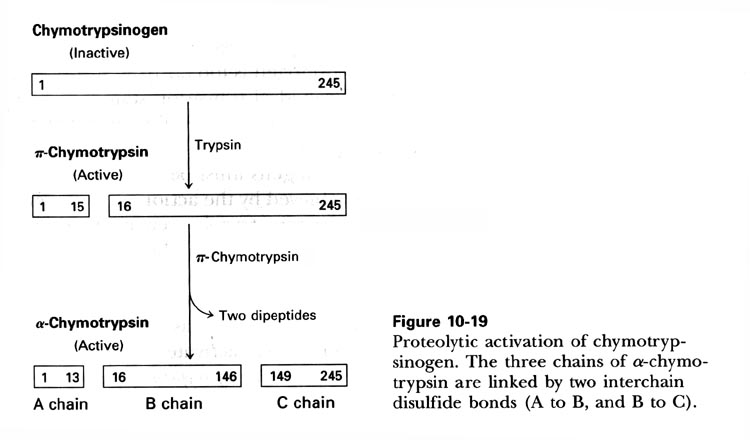 Chymotrypsinogen
(Inactive)
1 245
Trypsin
π-Chymotrypsin
(Active)
1 15 16 245
π-Chymotrypsin
Two dipeptides
α-Chymotrypsin
(Active)
1 13 16 146 149 245
A chain B chain C chain
Figure 10-19
Proteolytic activation of chymotryp-
sinogen. The three chains of α-chymo-
trypsin are linked by two interchain
disulfide bonds (A to B, and B to C).